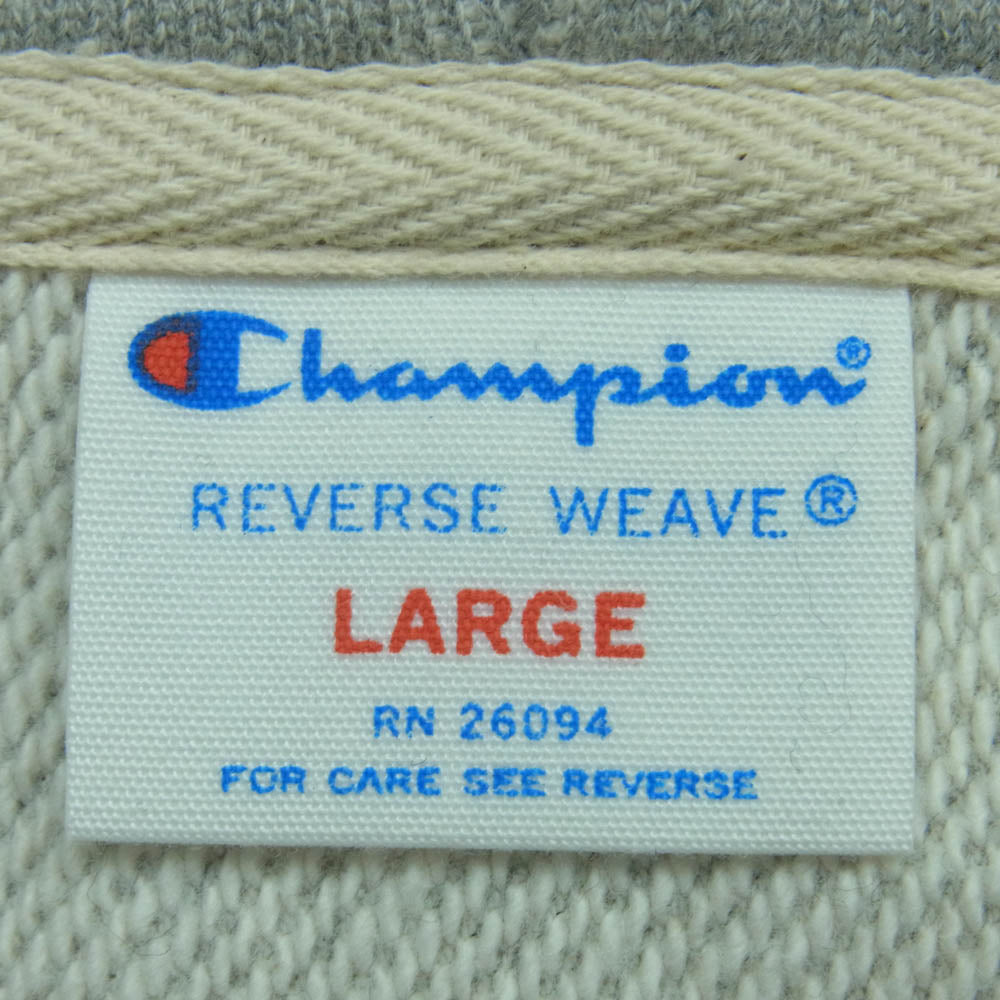 Champion®
REVERSE WEAVE®
LARGE
RN 26094
FOR CARE SEE REVERSE